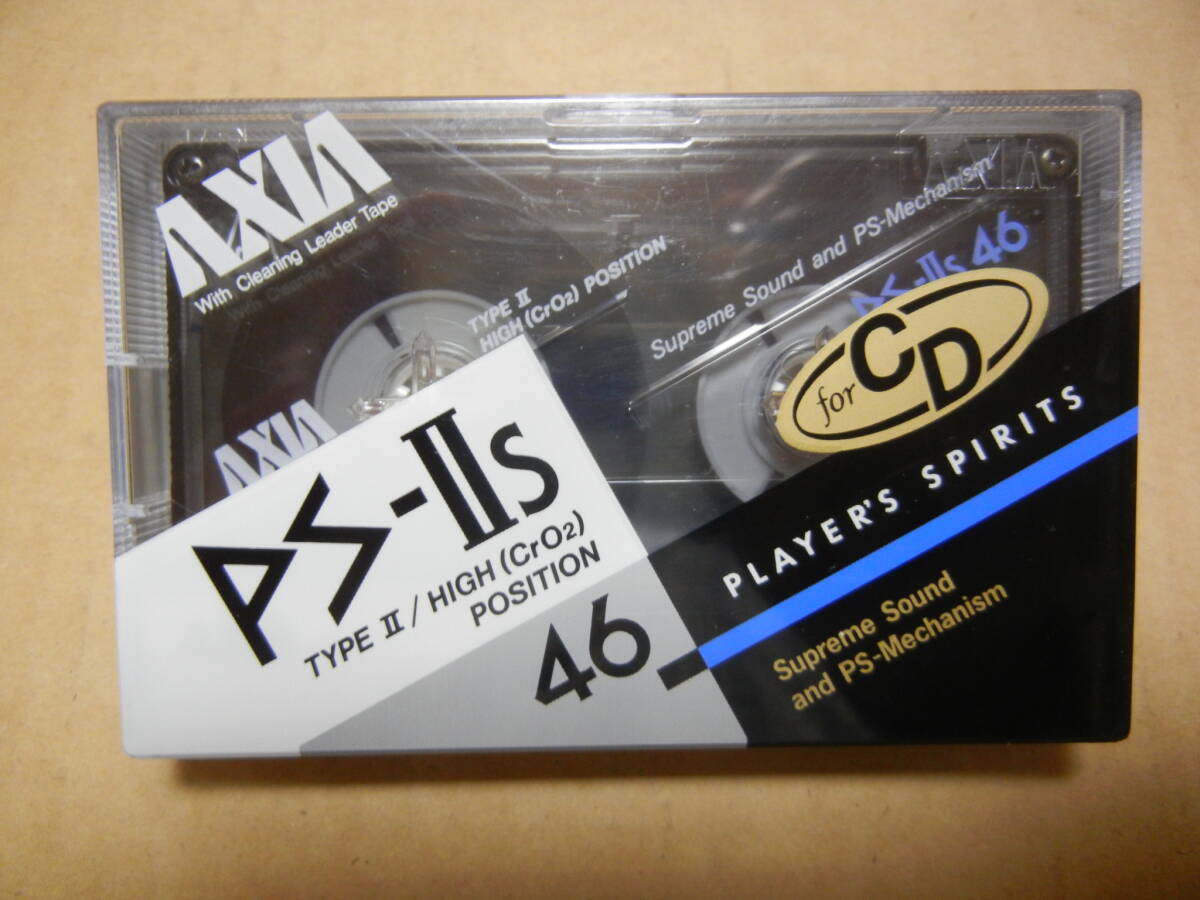 AXIA
With Cleaning Leader Tape
AXIA
TYPE II
HIGH (CrO2) POSITION
Supreme Sound and PS-Mechanism
PS-IIs 46
for CD
AXIA
PS-IIs
TYPE II / HIGH (CrO2)
POSITION
46
PLAYER'S SPIRITS
Supreme Sound
and PS-Mechanism